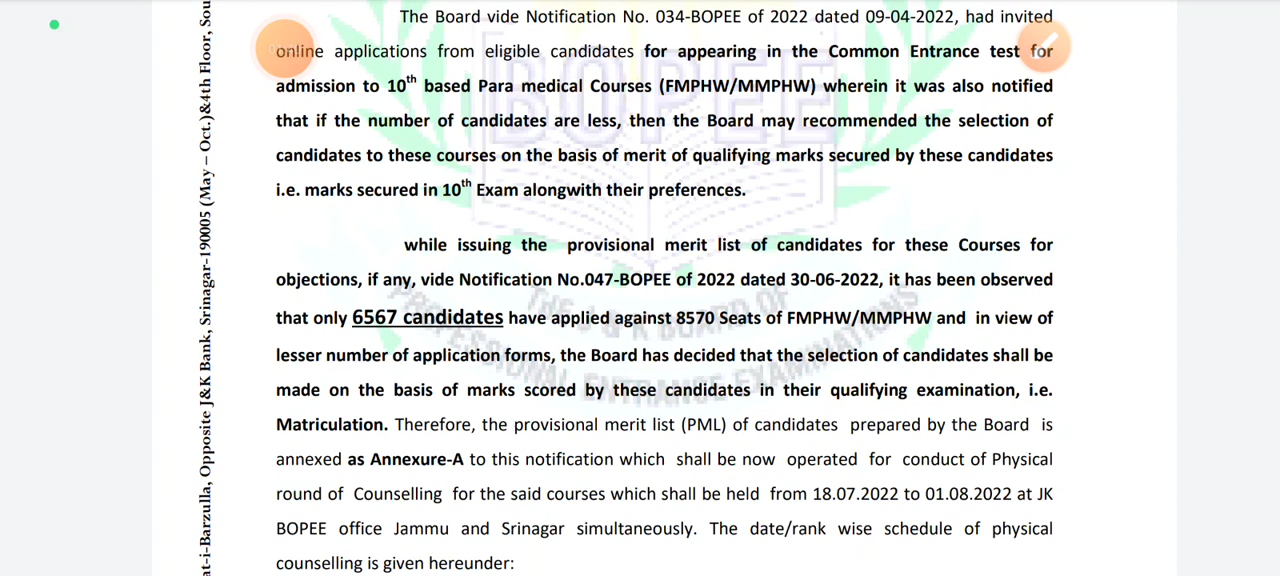 The Board vide Notification No. 034-BOPEE of 2022 dated 09-04-2022, had invited
online applications from eligible candidates for appearing in the Common Entrance test for
admission to 10th based Para medical Courses (FMPHW/MMPHW) wherein it was also notified
that if the number of candidates are less, then the Board may recommended the selection of
candidates to these courses on the basis of merit of qualifying marks secured by these candidates
i.e. marks secured in 10th Exam alongwith their preferences.
while issuing the provisional merit list of candidates for these Courses for
objections, if any, vide Notification No.047-BOPEE of 2022 dated 30-06-2022, it has been observed
that only 6567 candidates have applied against 8570 Seats of FMPHW/MMPHW and in view of
lesser number of application forms, the Board has decided that the selection of candidates shall be
made on the basis of marks scored by these candidates in their qualifying examination, i.e.
Matriculation. Therefore, the provisional merit list (PML) of candidates prepared by the Board is
annexed as Annexure-A to this notification which shall be now operated for conduct of Physical
round of Counselling for the said courses which shall be held from 18.07.2022 to 01.08.2022 at JK
BOPEE office Jammu and Srinagar simultaneously. The date/rank wise schedule of physical
counselling is given hereunder:
at-i-Barzulla, Opposite J&K Bank, Srinagar-190005 (May – Oct.)&4th Floor, Sou
BOPEE
THE J & K BOARD OF
PROFESSIONAL ENTRANCE EXAMINATIONS